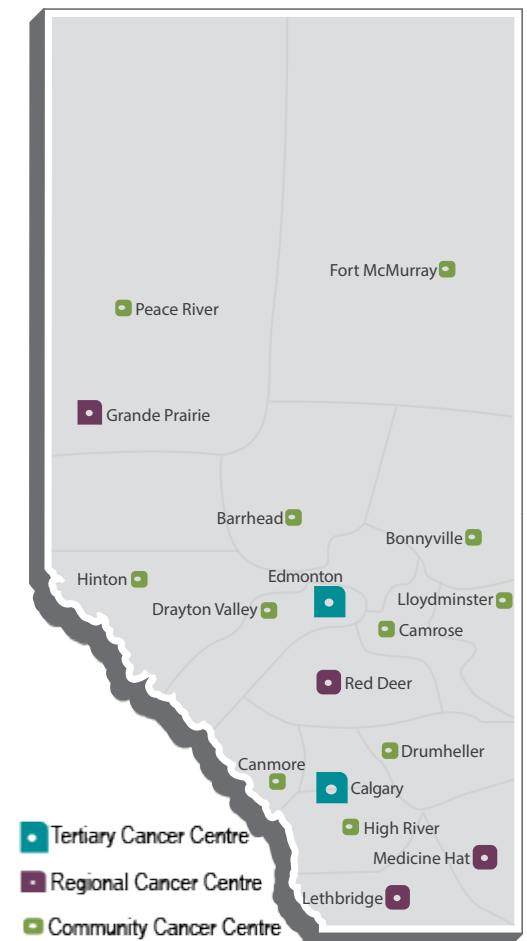 Fort McMurray
Peace River
Grande Prairie
Barrhead
Bonnyville
Edmonton
Hinton
Lloydminster
Drayton Valley
Camrose
Red Deer
Drumheller
Canmore
Calgary
High River
Tertiary Cancer Centre
Medicine Hat
Regional Cancer Centre
Lethbridge
Community Cancer Centre